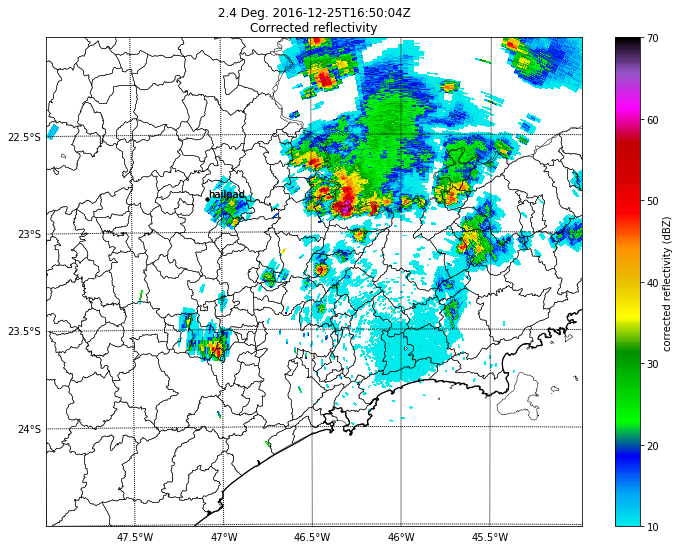 2.4 Deg. 2016-12-25T16:50:04Z
Corrected reflectivity
70
60
50
40
30
20
10
corrected reflectivity (dBZ)
22.5°S
23°S
23.5°S
24°S
hailpad
47.5°W
47°W
46.5°W
46°W
45.5°W